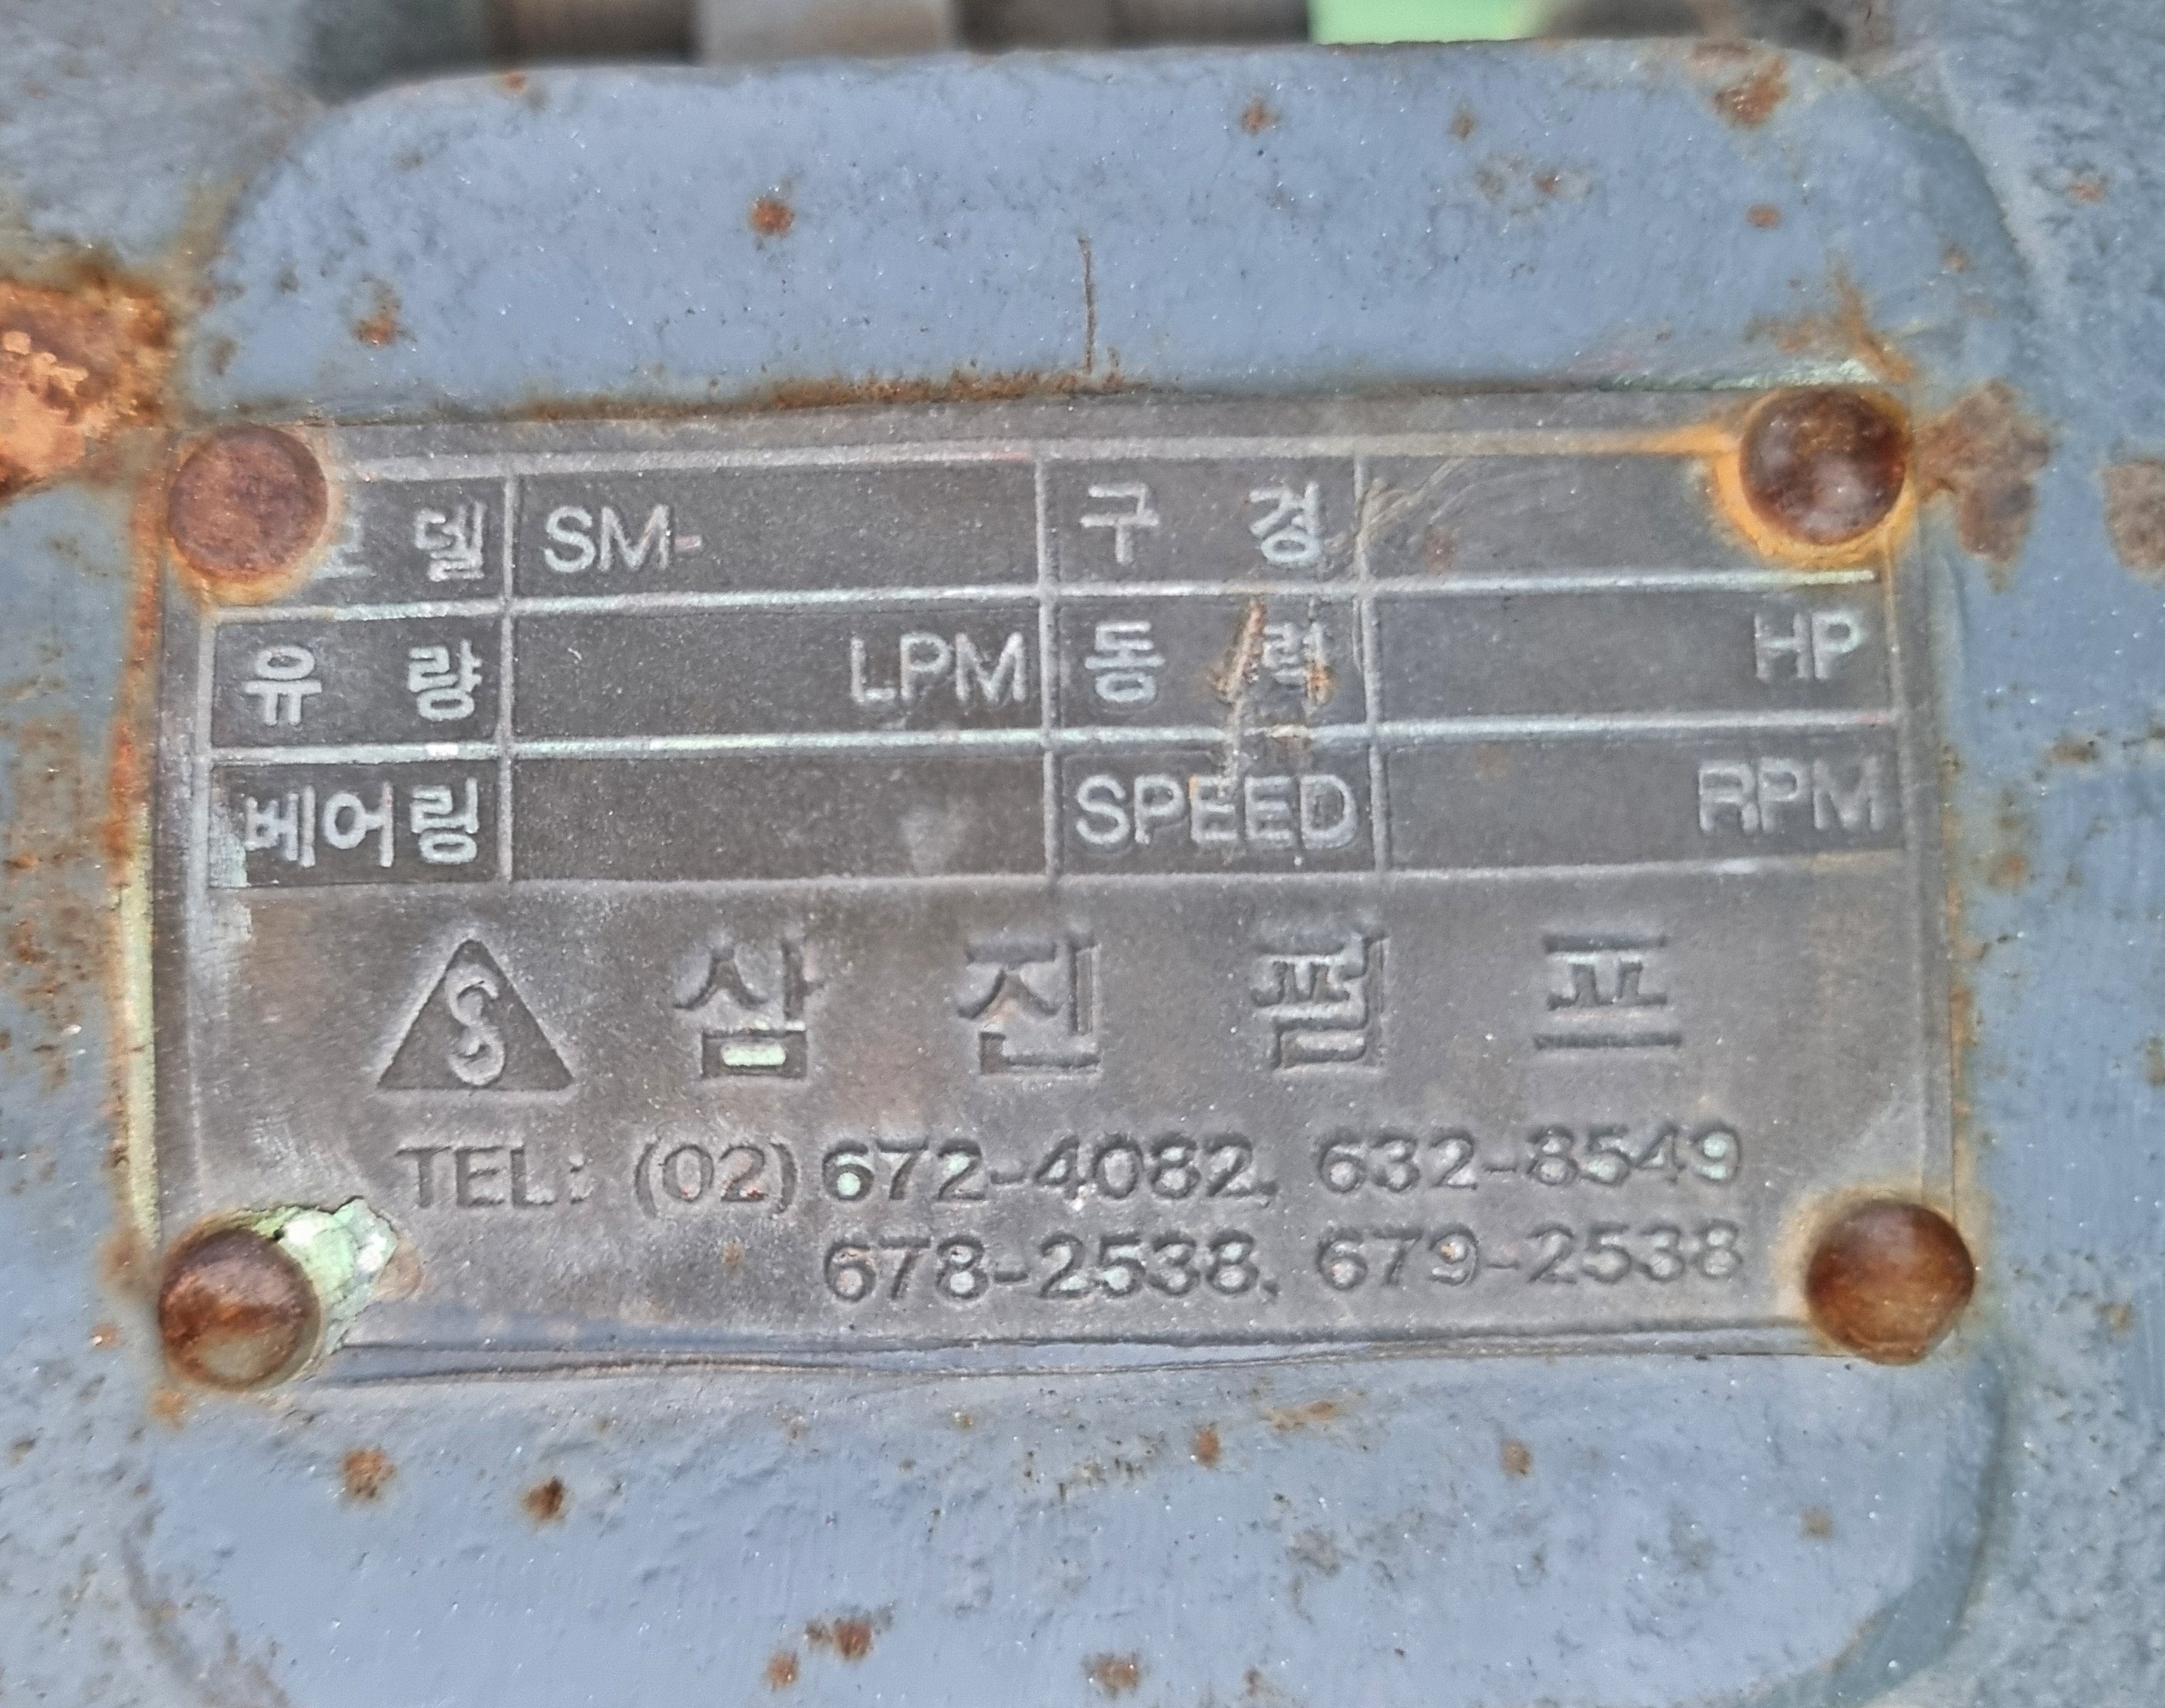 모델 SM- 구경
유량 LPM 동력 HP
베어링 SPEED RPM
S 삼진펌프
TEL: (02) 672-4082, 632-8549
678-2538, 679-2538